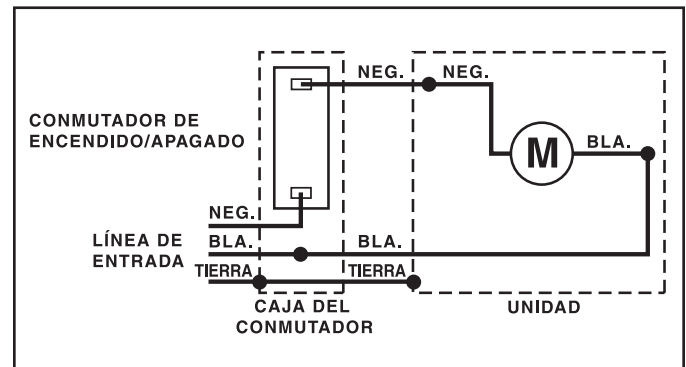 NEG.
NEG.
CONMUTADOR DE
ENCENDIDO/APAGADO
M
BLA.
NEG.
LÍNEA DE
ENTRADA
BLA.
BLA.
TIERRA
TIERRA
CAJA DEL
CONMUTADOR
UNIDAD